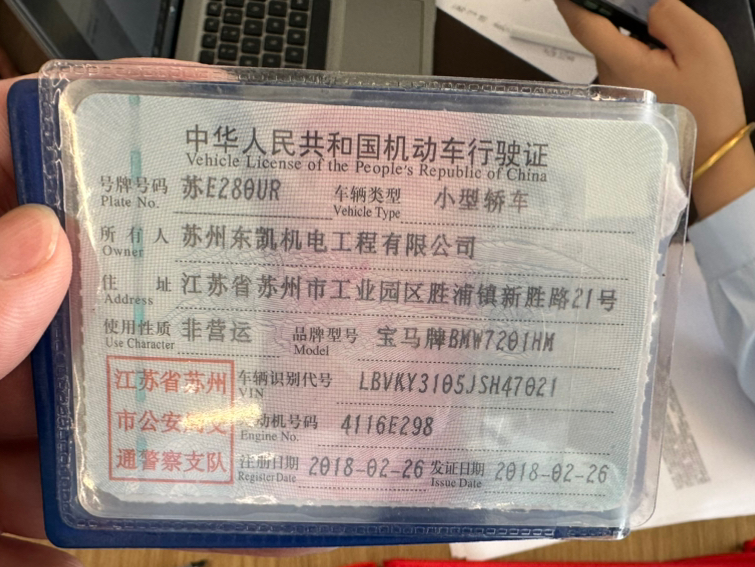 中华人民共和国机动车行驶证
Vehicle License of the People's Republic of China
号牌号码 苏E280UR 车辆类型 小型轿车
Plate No. Vehicle Type
所有人 苏州东凯机电工程有限公司
Owner
住址 江苏省苏州市工业园区胜浦镇新胜路21号
Address
使用性质 非营运 品牌型号 宝马牌BMW7201HM
Use Character Model
江苏省苏州 车辆识别代号 LBVKY3105JSH47021
VIN
市公安局交 发动机号码 4116E298
Engine No.
通警察支队 注册日期 2018-02-26 发证日期 2018-02-26
Register Date Issue Date